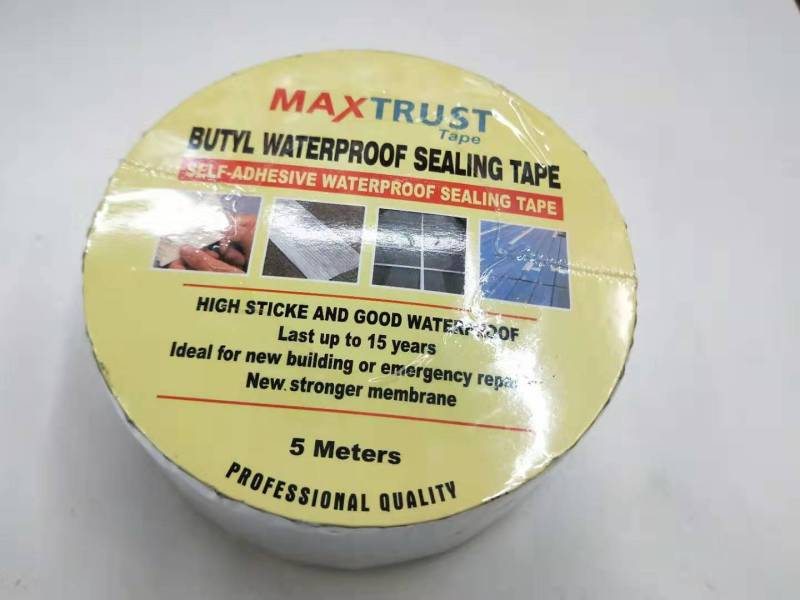 MAXTRUST
Tape
BUTYL WATERPROOF SEALING TAPE
SELF-ADHESIVE WATERPROOF SEALING TAPE
HIGH STICKE AND GOOD WATERPROOF
Last up to 15 years
Ideal for new building or emergency
New stronger membrane
5 Meters
PROFESSIONAL QUALITY